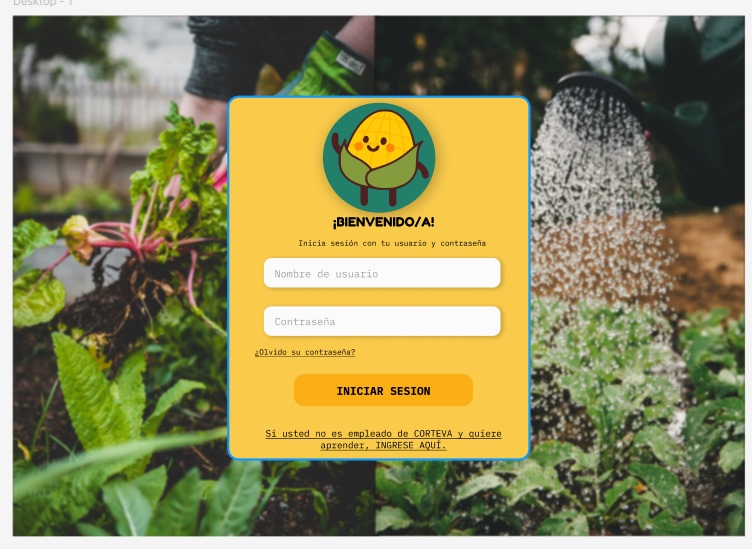 Desktop - 1
¡BIENVENIDO/A!
Inicia sesión con tu usuario y contraseña
Nombre de usuario
Contraseña
¿Olvido su contraseña?
INICIAR SESION
Si usted no es empleado de CORTEVA y quiere
aprender, INGRESE AQUÍ.